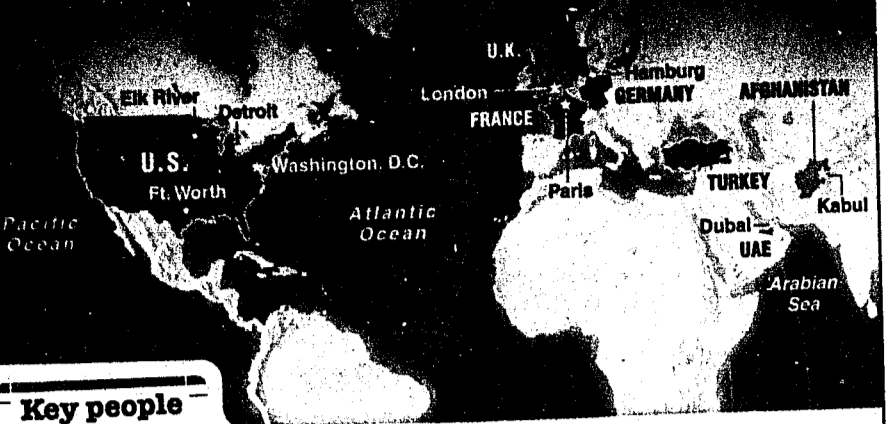 U.K.
Hamburg
London
GERMANY
AFGHANISTAN
Elk River
Detroit
FRANCE
U.S.
Washington, D.C.
Ft. Worth
Paris
TURKEY
Kabul
Pacific
Ocean
Atlantic
Ocean
Dubai
UAE
Arabian
Sea
Key people